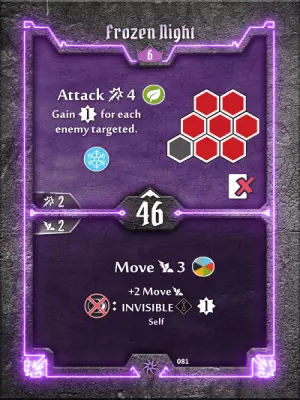 Frozen Night
6
Attack 4
Gain 1 for each
enemy targeted.
2
46
2
Move 3
+2 Move
: INVISIBLE 1
Self
081